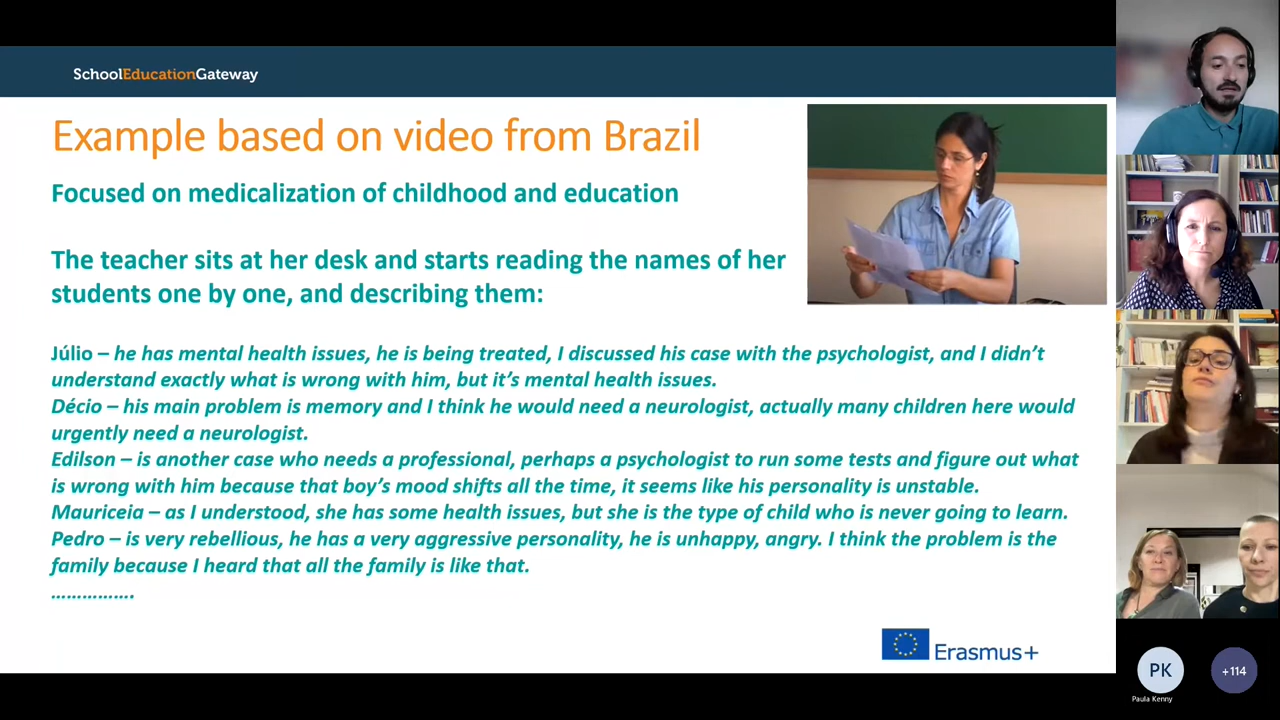 SchoolEducationGateway
Example based on video from Brazil
Focused on medicalization of childhood and education
The teacher sits at her desk and starts reading the names of her
students one by one, and describing them:
Júlio – he has mental health issues, he is being treated, I discussed his case with the psychologist, and I didn’t
understand exactly what is wrong with him, but it’s mental health issues.
Décio – his main problem is memory and I think he would need a neurologist, actually many children here would
urgently need a neurologist.
Edilson – is another case who needs a professional, perhaps a psychologist to run some tests and figure out what
is wrong with him because that boy’s mood shifts all the time, it seems like his personality is unstable.
Mauriceia – as I understood, she has some health issues, but she is the type of child who is never going to learn.
Pedro – is very rebellious, he has a very aggressive personality, he is unhappy, angry. I think the problem is the
family because I heard that all the family is like that.
…………….
Erasmus+
PK
Paula Kenny
+114